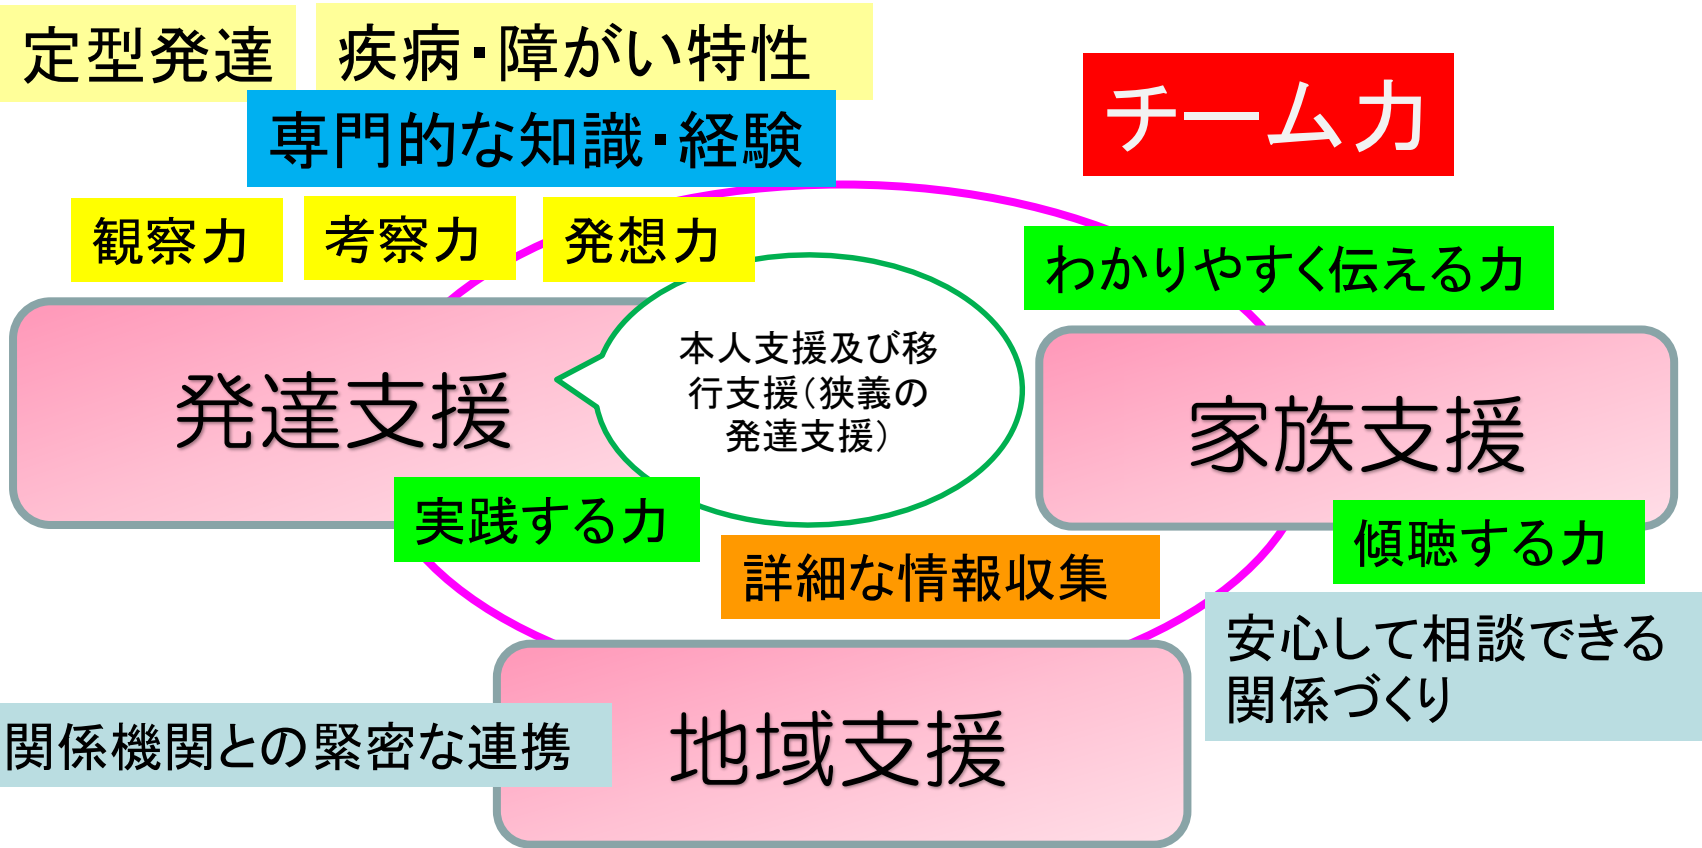 定型発達
疾病・障がい特性
専門的な知識・経験
チーム力
観察力
考察力
発想力
わかりやすく伝える力
発達支援
本人支援及び移
行支援(狭義の
発達支援)
家族支援
実践する力
傾聴する力
詳細な情報収集
安心して相談できる
関係づくり
関係機関との緊密な連携
地域支援